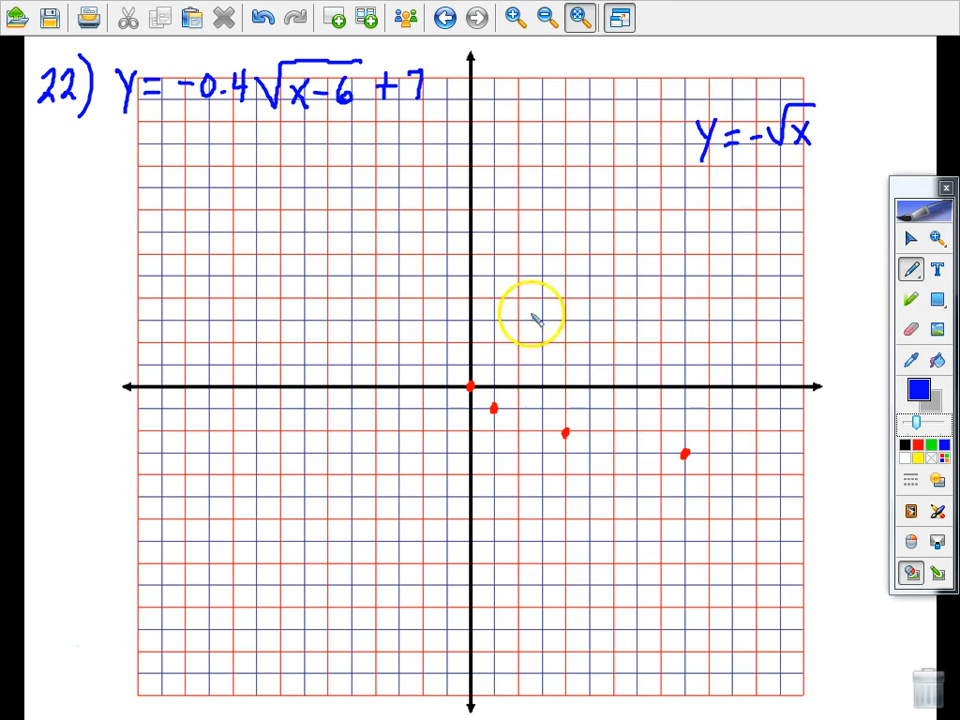 22) y = -0.4√(x-6) + 7
y = -√x
T